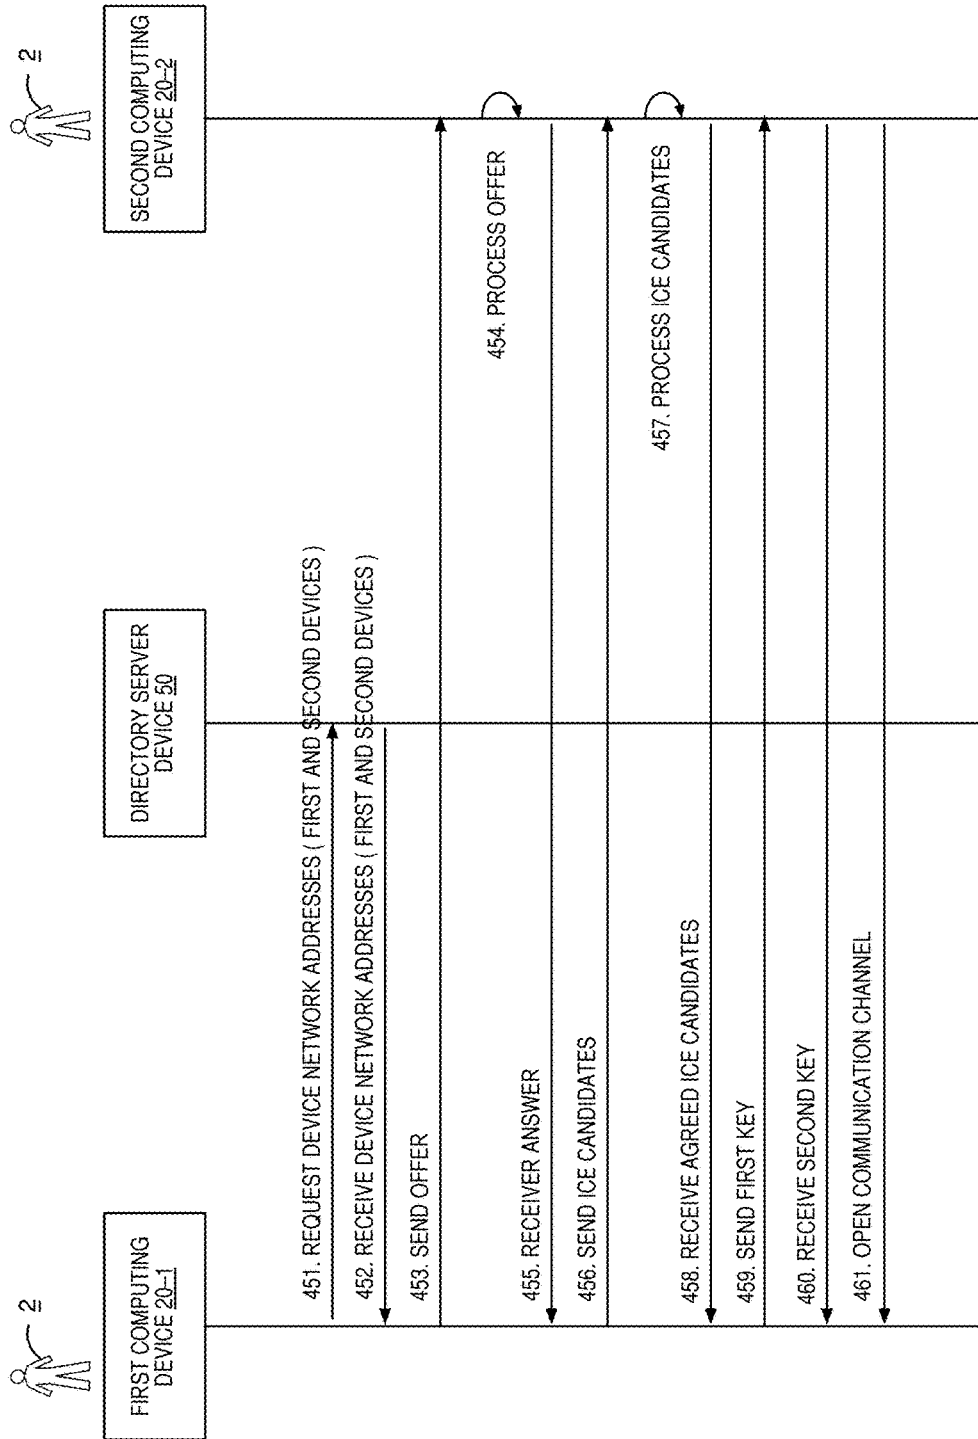 2
2
FIRST COMPUTING
DEVICE 20-1
DIRECTORY SERVER
DEVICE 50
SECOND COMPUTING
DEVICE 20-2
451. REQUEST DEVICE NETWORK ADDRESSES ( FIRST AND SECOND DEVICES )
452. RECEIVE DEVICE NETWORK ADDRESSES ( FIRST AND SECOND DEVICES )
453. SEND OFFER
454. PROCESS OFFER
455. RECEIVER ANSWER
456. SEND ICE CANDIDATES
457. PROCESS ICE CANDIDATES
458. RECEIVE AGREED ICE CANDIDATES
459. SEND FIRST KEY
460. RECEIVE SECOND KEY
461. OPEN COMMUNICATION CHANNEL